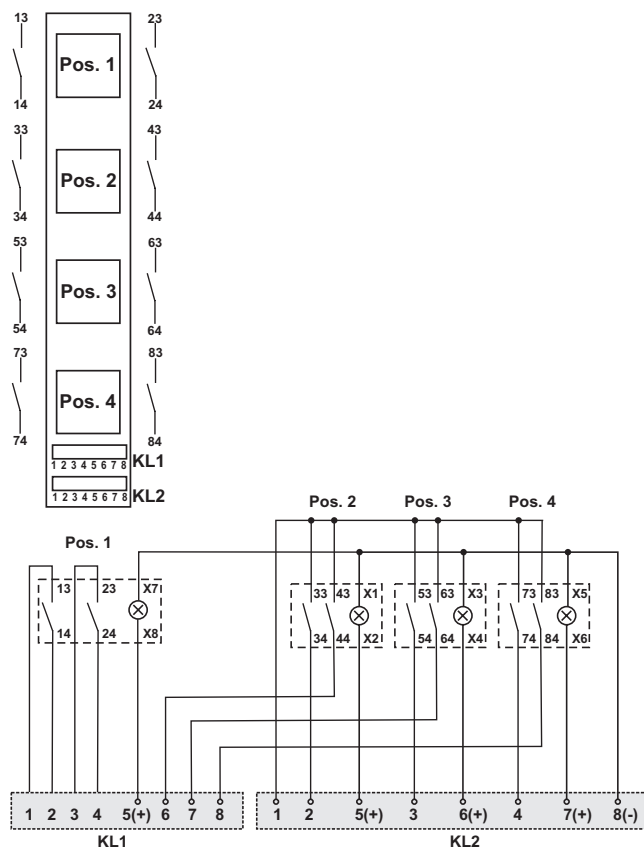 13 23
Pos. 1
14 24
33 43
Pos. 2
34 44
53 63
Pos. 3
54 64
73 83
Pos. 4
74 84
1 2 3 4 5 6 7 8 KL1
1 2 3 4 5 6 7 8 KL2
Pos. 2 Pos. 3 Pos. 4
Pos. 1
13 23 X7 33 43 X1 53 63 X3 73 83 X5
14 24 X8 34 44 X2 54 64 X4 74 84 X6
1 2 3 4 5(+) 6 7 8 1 2 5(+) 3 6(+) 4 7(+) 8(-)
KL1 KL2